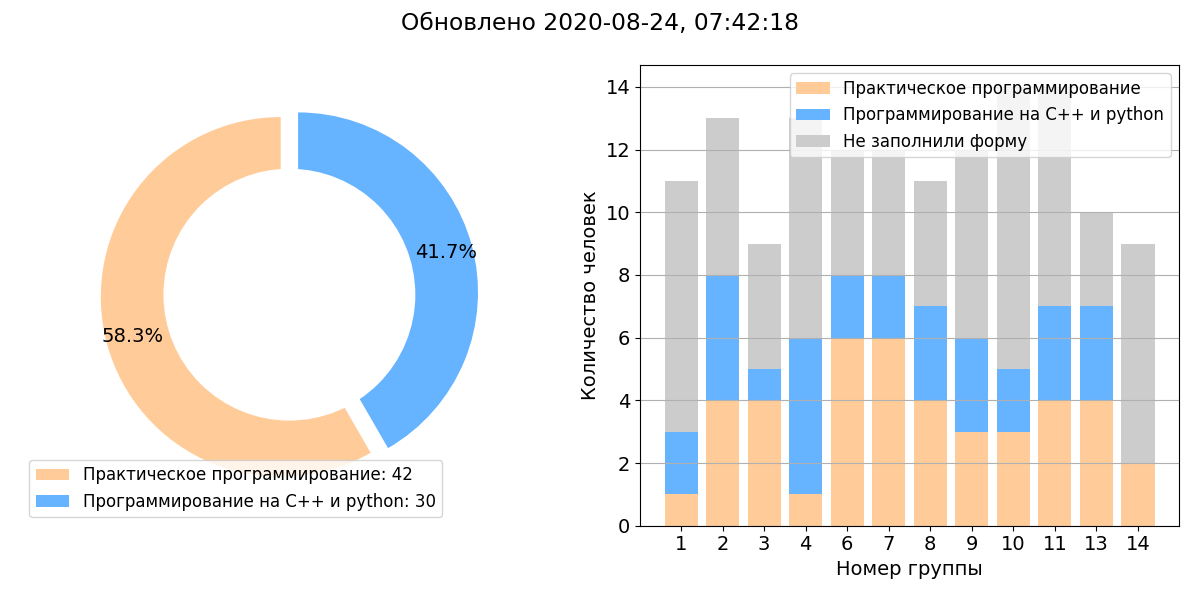 Обновлено 2020-08-24, 07:42:18
41.7%
58.3%
Практическое программирование: 42
Программирование на C++ и python: 30
Количество человек
14
12
10
8
6
4
2
0
Практическое программирование
Программирование на C++ и python
Не заполнили форму
1 2 3 4 6 7 8 9 10 11 13 14
Номер группы